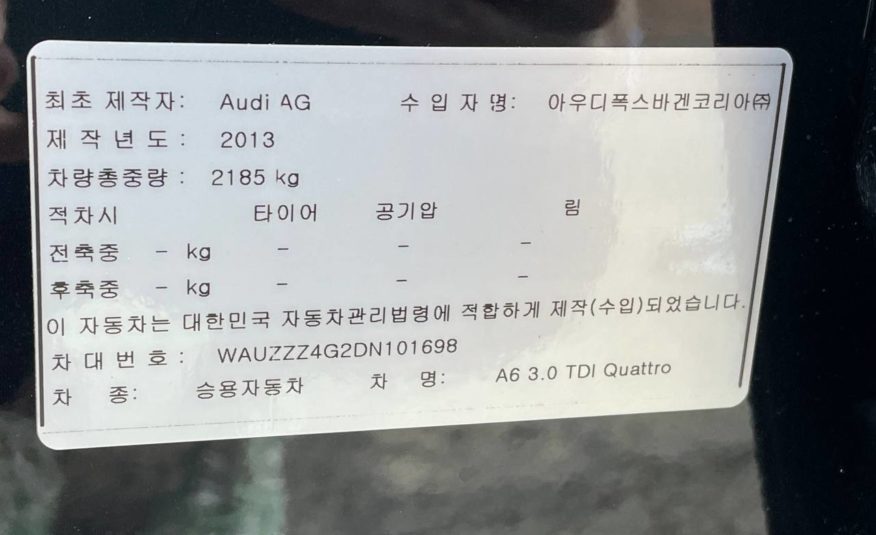 최초 제작자: Audi AG 수 입 자 명: 아우디폭스바겐코리아㈜
제 작 년 도 : 2013
차량총중량 : 2185 kg
적차시 타이어 공기압 림
전축중 - kg - - -
후축중 - kg - - -
이 자동차는 대한민국 자동차관리법령에 적합하게 제작(수입)되었습니다.
차 대 번 호 : WAUZZZ4G2DN101698
차 종: 승용자동차 차 명: A6 3.0 TDI Quattro